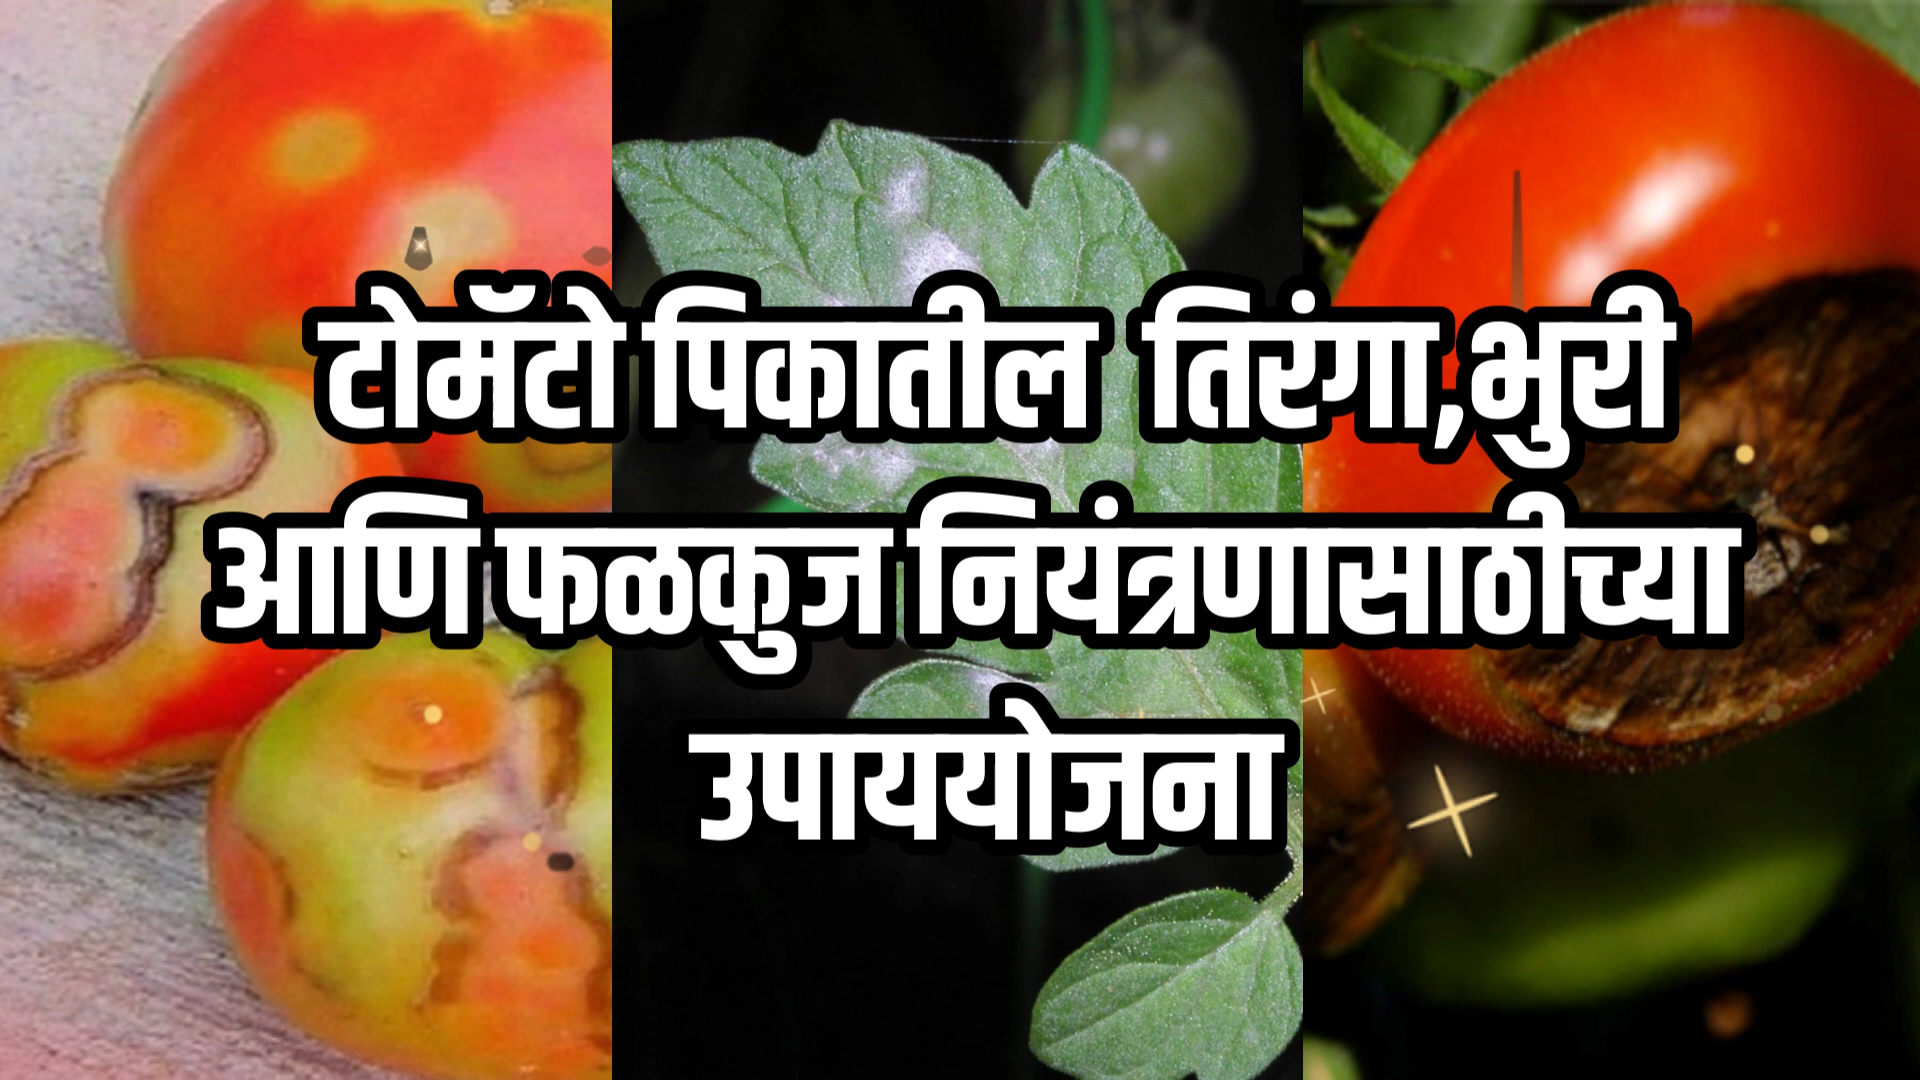 टोमॅटो पिकातील तिरंगा,भुरी
आणि फळकुज नियंत्रणासाठीच्या
उपाययोजना